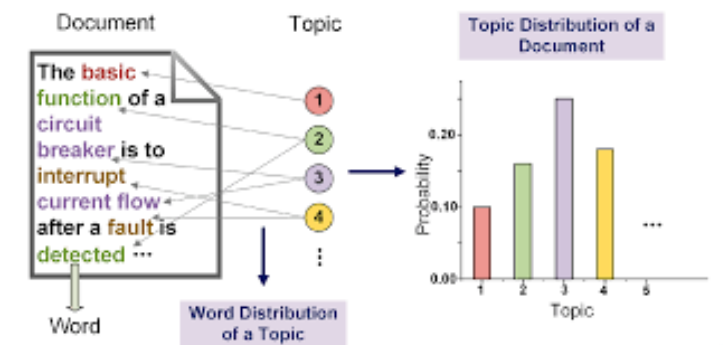 Document
Topic
Topic Distribution of a
Document
The basic
function of a
circuit
breaker is to
interrupt
current flow
after a fault is
detected ...
1
2
3
4
Word
Word Distribution
of a Topic
Probability
0.20
0.10
0.00
...
1 2 3 4 5
Topic